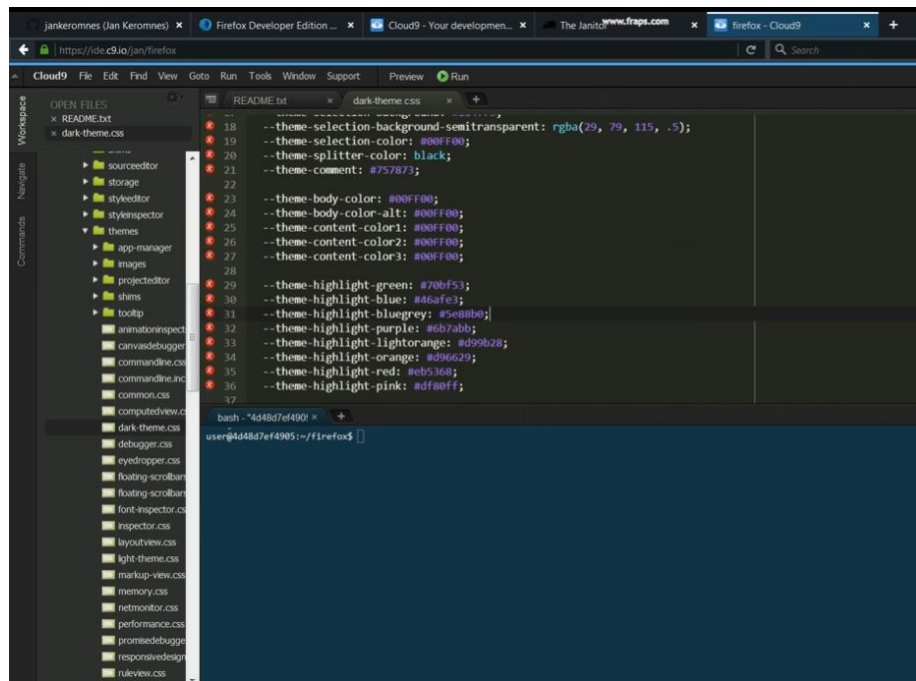 jankeromnes (Jan Keromnes) ×
Firefox Developer Edition ... ×
Cloud9 - Your developmen... ×
The Janito
www.fraps.com
×
firefox - Cloud9 ×
+
https://ide.c9.io/jan/firefox
Search
Cloud9 File Edit Find View Goto Run Tools Window Support Preview Run
Workspace
Navigate
Commands
OPEN FILES
× README.txt
× dark-theme.css
sourceeditor
storage
styleeditor
styleinspector
themes
app-manager
images
projecteditor
shims
tooltip
animationinspect
canvasdebugger
commandline.css
commandline.inc
common.css
computedview.c
dark-theme.css
debugger.css
eyedropper.css
floating-scrollbars
floating-scrollbars
font-inspector.cs
inspector.css
layoutview.css
light-theme.css
markup-view.css
memory.css
netmonitor.css
performance.css
promisedebugge
responsivedesign
ruleview.css
README.txt × dark-theme.css × +
18 --theme-selection-background-semitransparent: rgba(29, 79, 115, .5);
19 --theme-selection-color: #00FF00;
20 --theme-splitter-color: black;
21 --theme-comment: #757873;
22
23 --theme-body-color: #00FF00;
24 --theme-body-color-alt: #00FF00;
25 --theme-content-color1: #00FF00;
26 --theme-content-color2: #00FF00;
27 --theme-content-color3: #00FF00;
28
29 --theme-highlight-green: #70bf53;
30 --theme-highlight-blue: #46afe3;
31 --theme-highlight-bluegrey: #5e88b0;
32 --theme-highlight-purple: #6b7abb;
33 --theme-highlight-lightorange: #d99b28;
34 --theme-highlight-orange: #d96629;
35 --theme-highlight-red: #eb5368;
36 --theme-highlight-pink: #df80ff;
37
bash - "4d48d7ef490! × +
user@4d48d7ef4905:~/firefox$